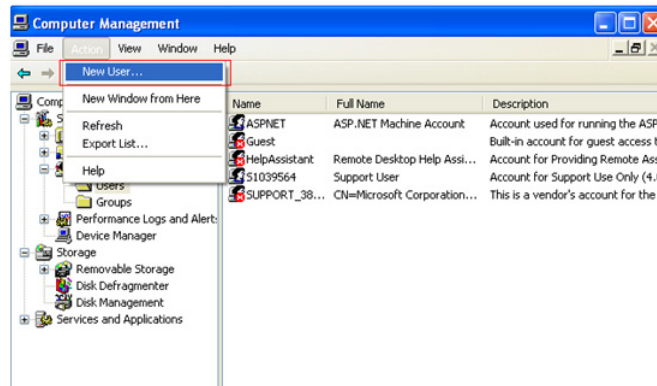 Computer Management
File Action View Window Help
New User...
New Window from Here
Refresh
Export List...
Help
Comp
S
Users
Groups
Performance Logs and Alert
Device Manager
Storage
Removable Storage
Disk Defragmenter
Disk Management
Services and Applications
Name Full Name Description
ASPNET ASP.NET Machine Account Account used for running the ASP
Guest Built-in account for guest access t
HelpAssistant Remote Desktop Help Assi... Account for Providing Remote Ass
S1039564 Support User Account for Support Use Only (4.
SUPPORT_38... CN=Microsoft Corporation... This is a vendor's account for the